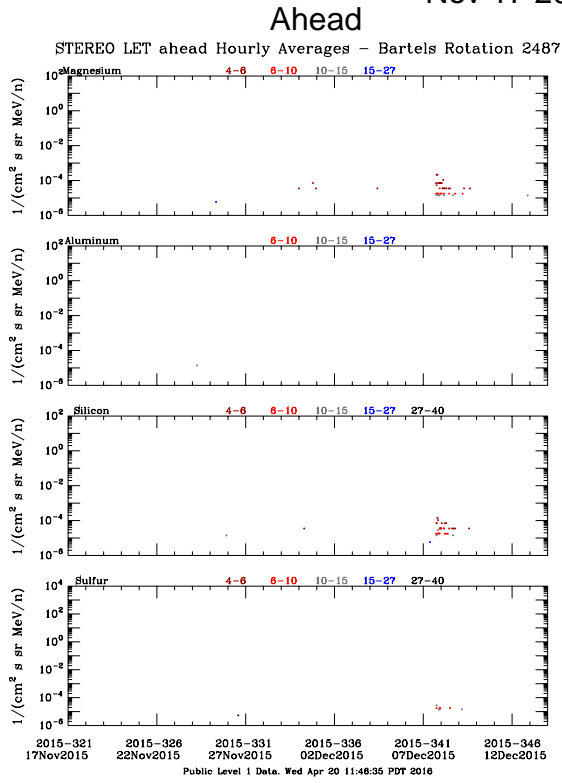 Nov 17 20
Ahead
STEREO LET ahead Hourly Averages - Bartels Rotation 2487
Magnesium 4-6 6-10 10-15 15-27
10^2
10^0
10^-2
10^-4
10^-6
1/(cm^2 s sr MeV/n)
Aluminum 6-10 10-15 15-27
10^2
10^0
10^-2
10^-4
10^-6
1/(cm^2 s sr MeV/n)
Silicon 4-6 6-10 10-15 15-27 27-40
10^2
10^0
10^-2
10^-4
10^-6
1/(cm^2 s sr MeV/n)
Sulfur 4-6 6-10 10-15 15-27 27-40
10^4
10^2
10^0
10^-2
10^-4
10^-6
1/(cm^2 s sr MeV/n)
2015-321 2015-326 2015-331 2015-336 2015-341 2015-346
17Nov2015 22Nov2015 27Nov2015 02Dec2015 07Dec2015 12Dec2015
Public Level 1 Data. Wed Apr 20 11:46:35 PDT 2016